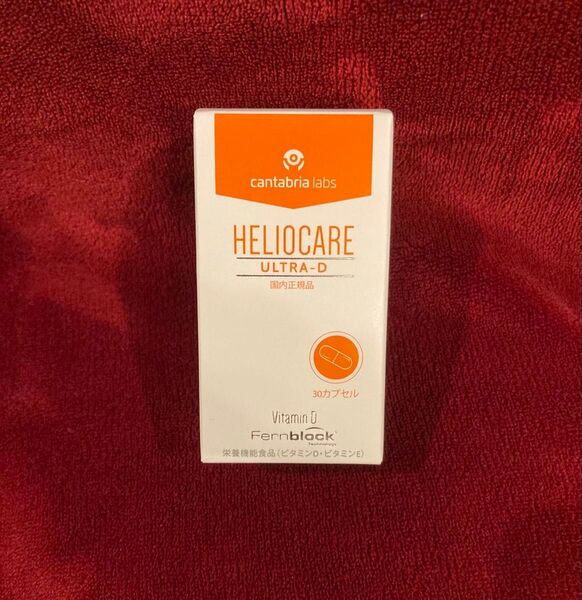 cantabria labs
HELIOCARE
ULTRA-D
国内正規品
30カプセル
Vitamin D
Fernblock
Technology
栄養機能食品(ビタミンD・ビタミンE)